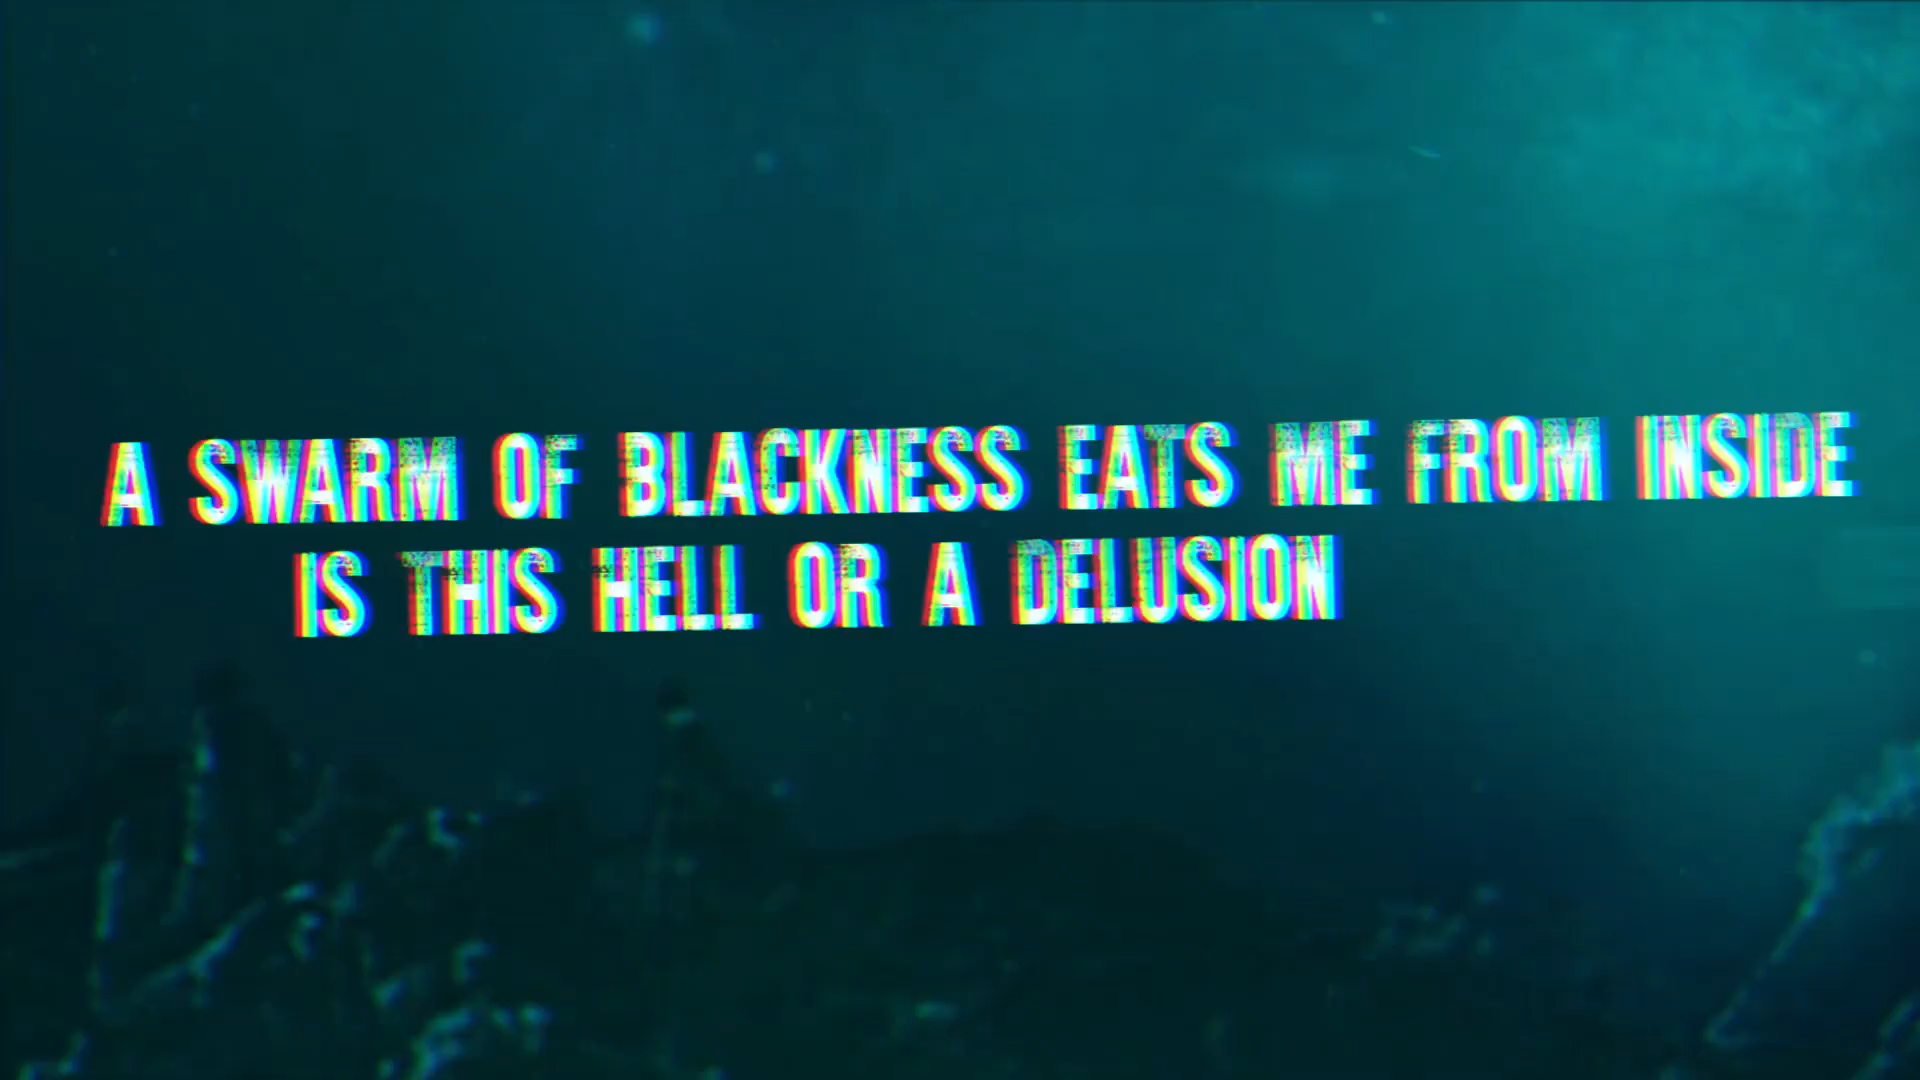 A SWARM OF BLACKNESS EATS ME FROM INSIDE
IS THIS HELL OR A DELUSION